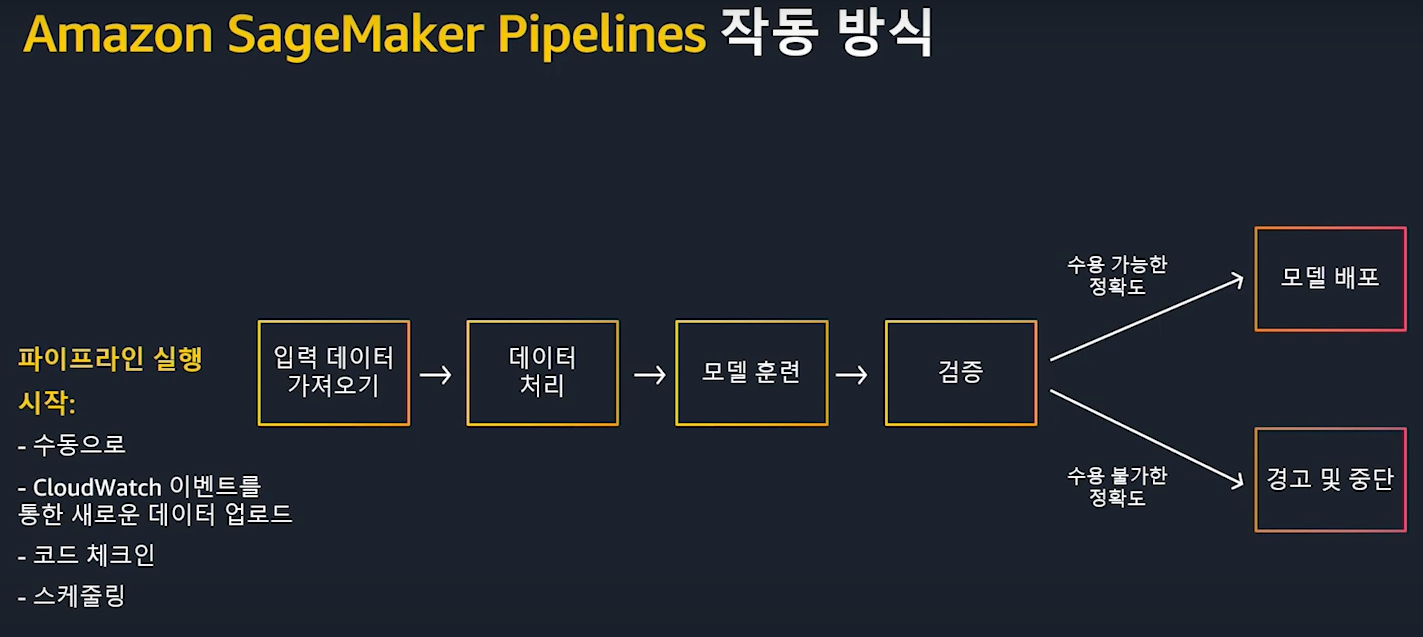 Amazon SageMaker Pipelines 작동 방식
파이프라인 실행
시작:
- 수동으로
- CloudWatch 이벤트를
통한 새로운 데이터 업로드
- 코드 체크인
- 스케줄링
입력 데이터
가져오기
데이터
처리
모델 훈련
검증
수용 가능한
정확도
모델 배포
수용 불가한
정확도
경고 및 중단